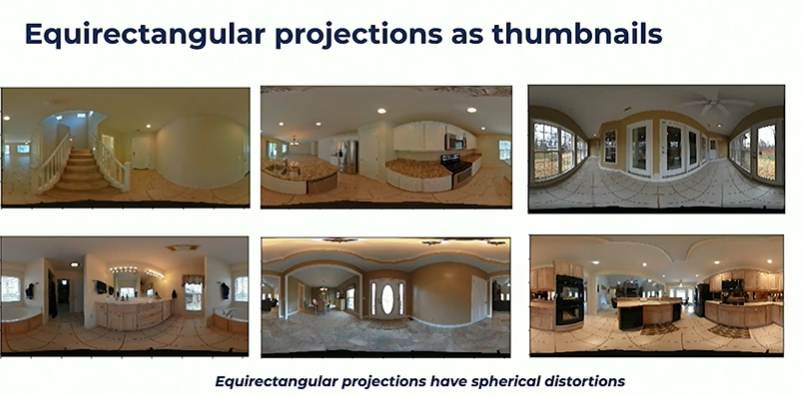 Equirectangular projections as thumbnails
Equirectangular projections have spherical distortions